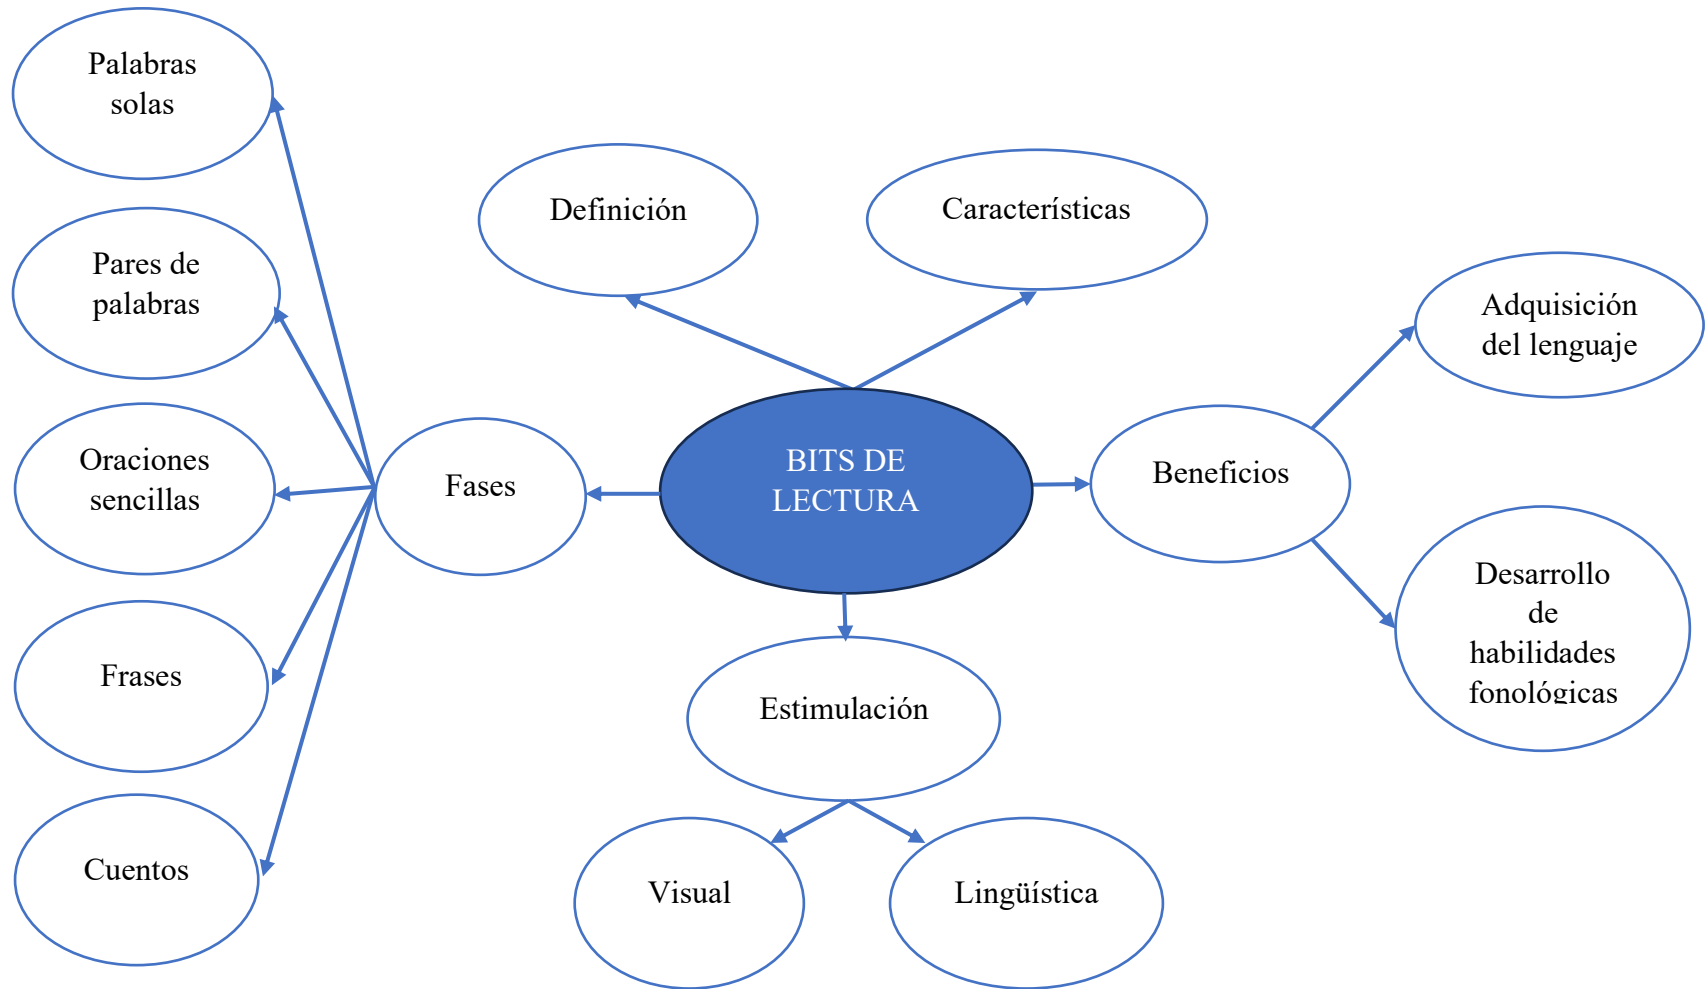 Palabras
solas
Definición
Características
Pares de
palabras
Adquisición
del lenguaje
Oraciones
sencillas
Fases
BITS DE
LECTURA
Beneficios
Desarrollo
de
habilidades
fonológicas
Frases
Estimulación
Cuentos
Visual
Lingüística